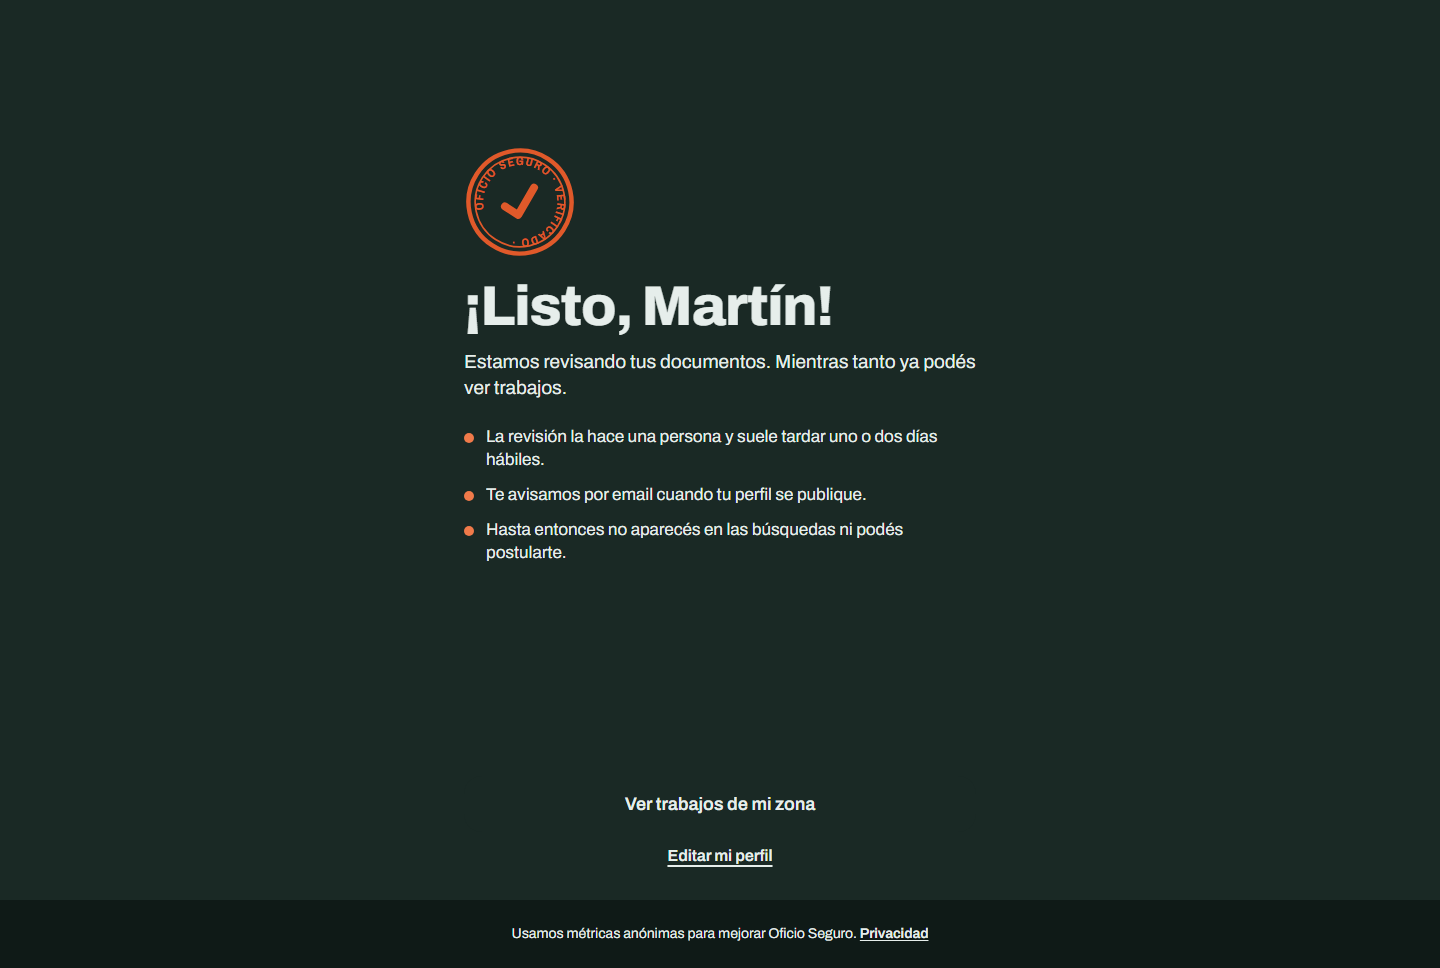 OFICIO SEGURO · VERIFICADO ·
¡Listo, Martín!
Estamos revisando tus documentos. Mientras tanto ya podés
ver trabajos.
La revisión la hace una persona y suele tardar uno o dos días
hábiles.
Te avisamos por email cuando tu perfil se publique.
Hasta entonces no aparecés en las búsquedas ni podés
postularte.
Ver trabajos de mi zona
Editar mi perfil
Usamos métricas anónimas para mejorar Oficio Seguro. Privacidad